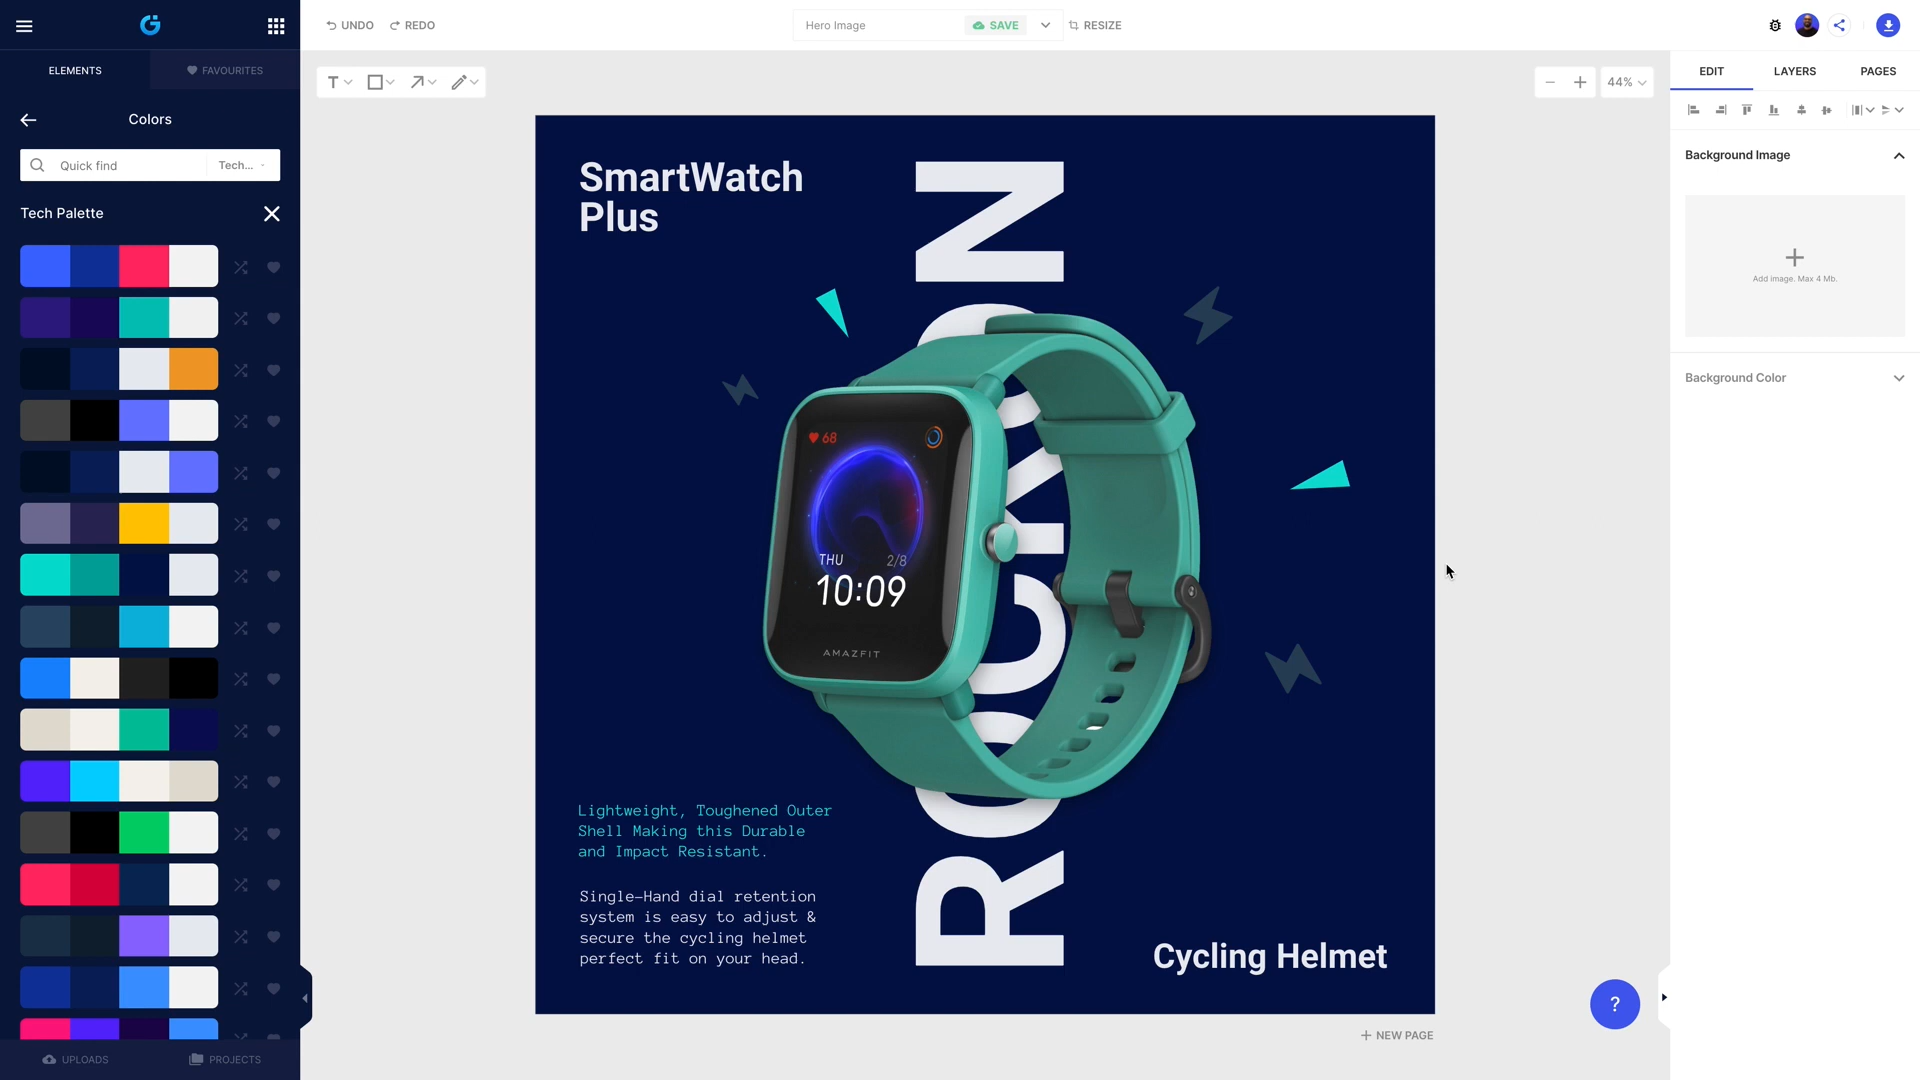 UNDO
REDO
Hero Image
SAVE
RESIZE
ELEMENTS
FAVOURITES
Colors
Quick find
Tech...
Tech Palette
UPLOADS
PROJECTS
T
44%
SmartWatch
Plus
ROCKON
68
THU 2/8
10:09
AMAZFIT
Lightweight, Toughened Outer
Shell Making this Durable
and Impact Resistant.
Single-Hand dial retention
system is easy to adjust &
secure the cycling helmet
perfect fit on your head.
Cycling Helmet
NEW PAGE
EDIT
LAYERS
PAGES
Background Image
Add image. Max 4 Mb.
Background Color
?